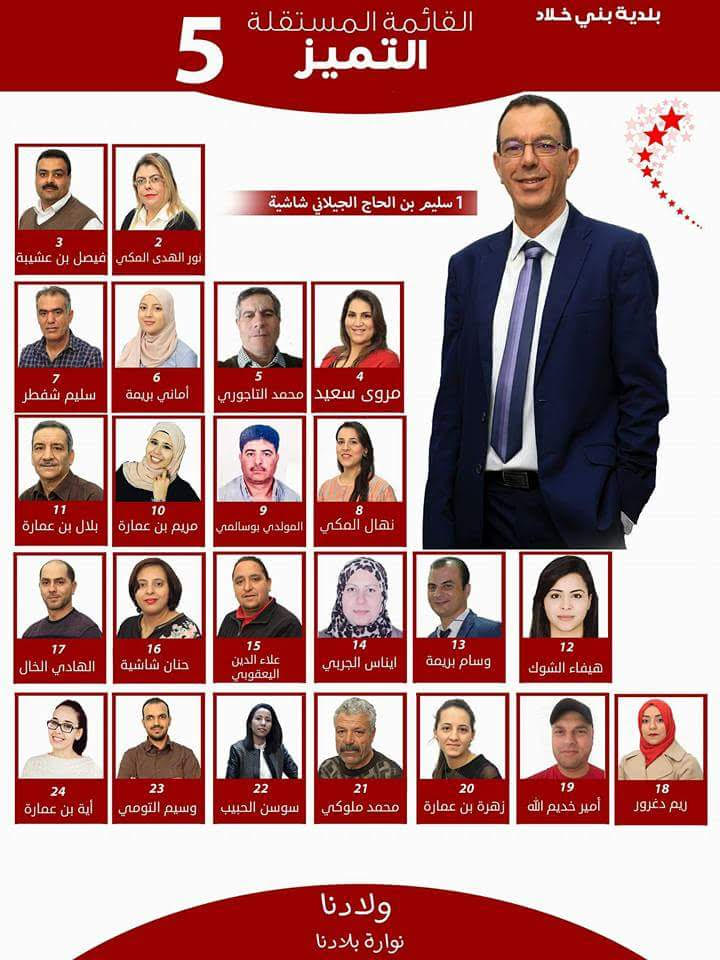 بلدية بني خلاد
القائمة المستقلة
التميز
5
1 سليم بن الحاج الجيلاني شاشية
2
نور الهدى المكي
3
فيصل بن عشيبة
4
مروى سعيد
5
محمد التاجوري
6
أماني بريمة
7
سليم شفطر
8
نهال المكي
9
المولدي بوسالمي
10
مريم بن عمارة
11
بلال بن عمارة
12
هيفاء الشوك
13
وسام بريمة
14
ايناس الجربي
15
علاء الدين
اليعقوبي
16
حنان شاشية
17
الهادي الخال
18
ريم دغرور
19
أمير خديم الله
20
زهرة بن عمارة
21
محمد ملوكي
22
سوسن الحبيب
23
وسيم التومي
24
أية بن عمارة
ولادنا
نوارة بلادنا